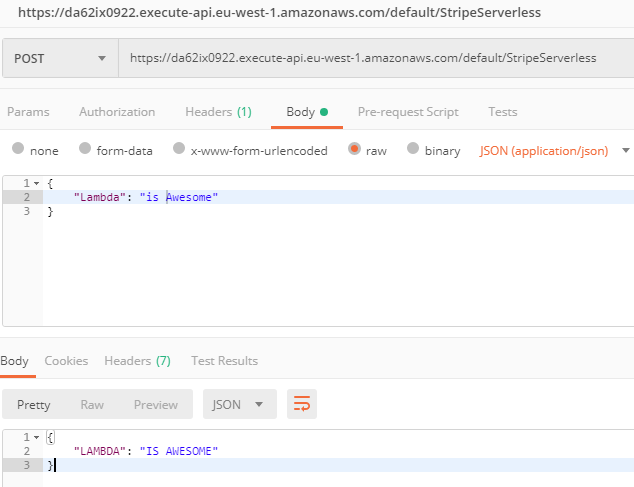 https://da62ix0922.execute-api.eu-west-1.amazonaws.com/default/StripeServerless
POST https://da62ix0922.execute-api.eu-west-1.amazonaws.com/default/StripeServerless
Params Authorization Headers (1) Body Pre-request Script Tests
none form-data x-www-form-urlencoded raw binary JSON (application/json)
1 {
2 "Lambda": "is Awesome"
3 }
Body Cookies Headers (7) Test Results
Pretty Raw Preview JSON
1 {
2 "LAMBDA": "IS AWESOME"
3 }